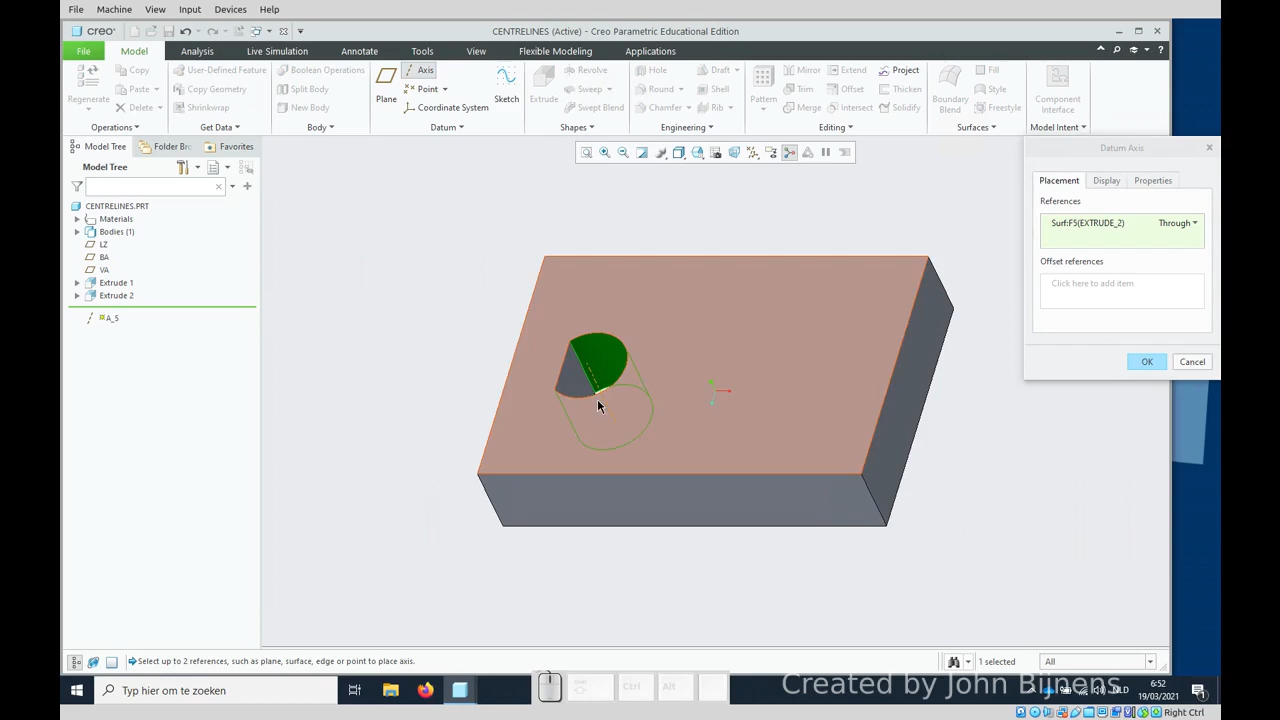 File Machine View Input Devices Help
creo CENTRELINES (Active) - Creo Parametric Educational Edition
File Model Analysis Live Simulation Annotate Tools View Flexible Modeling Applications
Copy User-Defined Feature Boolean Operations Axis Revolve Hole Draft Mirror Extend Project Fill
Regenerate Paste Copy Geometry Split Body Plane Point Sketch Extrude Sweep Round Shell Pattern Trim Offset Thicken Boundary Blend Style Component Interface
Delete Shrinkwrap New Body Coordinate System Swept Blend Chamfer Rib Merge Intersect Solidify Freestyle
Operations Get Data Body Datum Shapes Engineering Editing Surfaces Model Intent
Model Tree Folder Brc Favorites
Model Tree
CENTRELINES.PRT
Materials
Bodies (1)
LZ
BA
VA
Extrude 1
Extrude 2
A_5
Datum Axis
Placement Display Properties
References
Surf:F5(EXTRUDE_2) Through
Offset references
Click here to add item
OK Cancel
Select up to 2 references, such as plane, surface, edge or point to place axis.
1 selected All
Typ hier om te zoeken
Ctrl Alt
Created by John Bijnens
NLD
6:52
19/03/2021
Right Ctrl